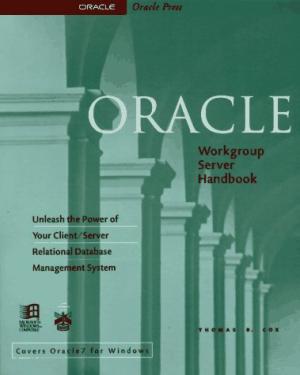 ORACLE Oracle Press
ORACLE
Workgroup
Server
Handbook
Unleash the Power of
Your Client/Server
Relational Database
Management System
THOMAS B. COX
Covers Oracle7 for Windows